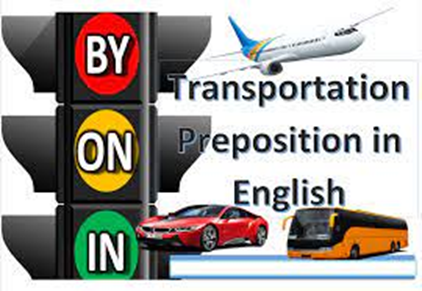 BY
ON
IN
Transportation
Preposition in
English